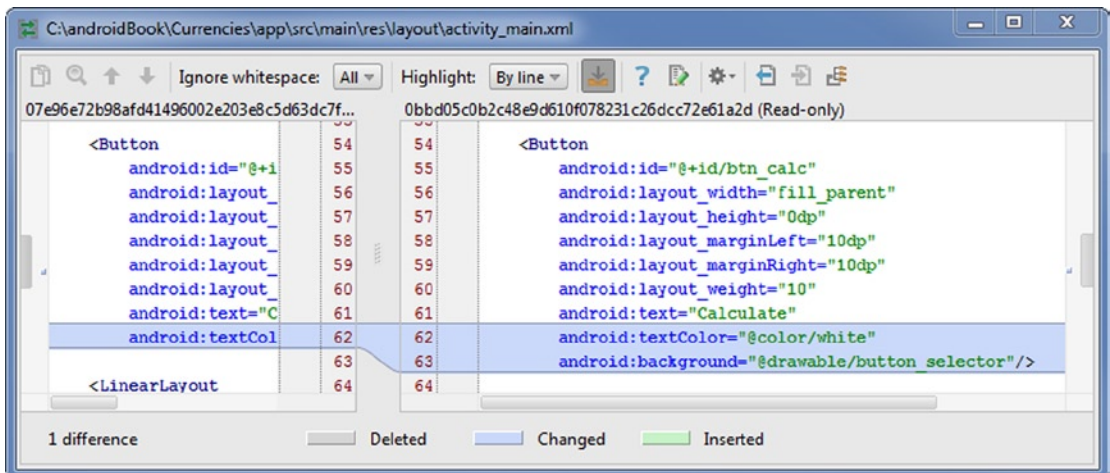 C:\androidBook\Currencies\app\src\main\res\layout\activity_main.xml
Ignore whitespace: All Highlight: By line ?
07e96e72b98afd41496002e203e8c5d63dc7f... 0bbd05c0b2c48e9d610f078231c26dcc72e61a2d (Read-only)
<Button 54 54 <Button
android:id="@+i 55 55 android:id="@+id/btn_calc"
android:layout_ 56 56 android:layout_width="fill_parent"
android:layout_ 57 57 android:layout_height="0dp"
android:layout_ 58 58 android:layout_marginLeft="10dp"
android:layout_ 59 59 android:layout_marginRight="10dp"
android:layout_ 60 60 android:layout_weight="10"
android:text="C 61 61 android:text="Calculate"
android:textCol 62 62 android:textColor="@color/white"
63 63 android:background="@drawable/button_selector"/>
<LinearLayout 64 64
1 difference Deleted Changed Inserted